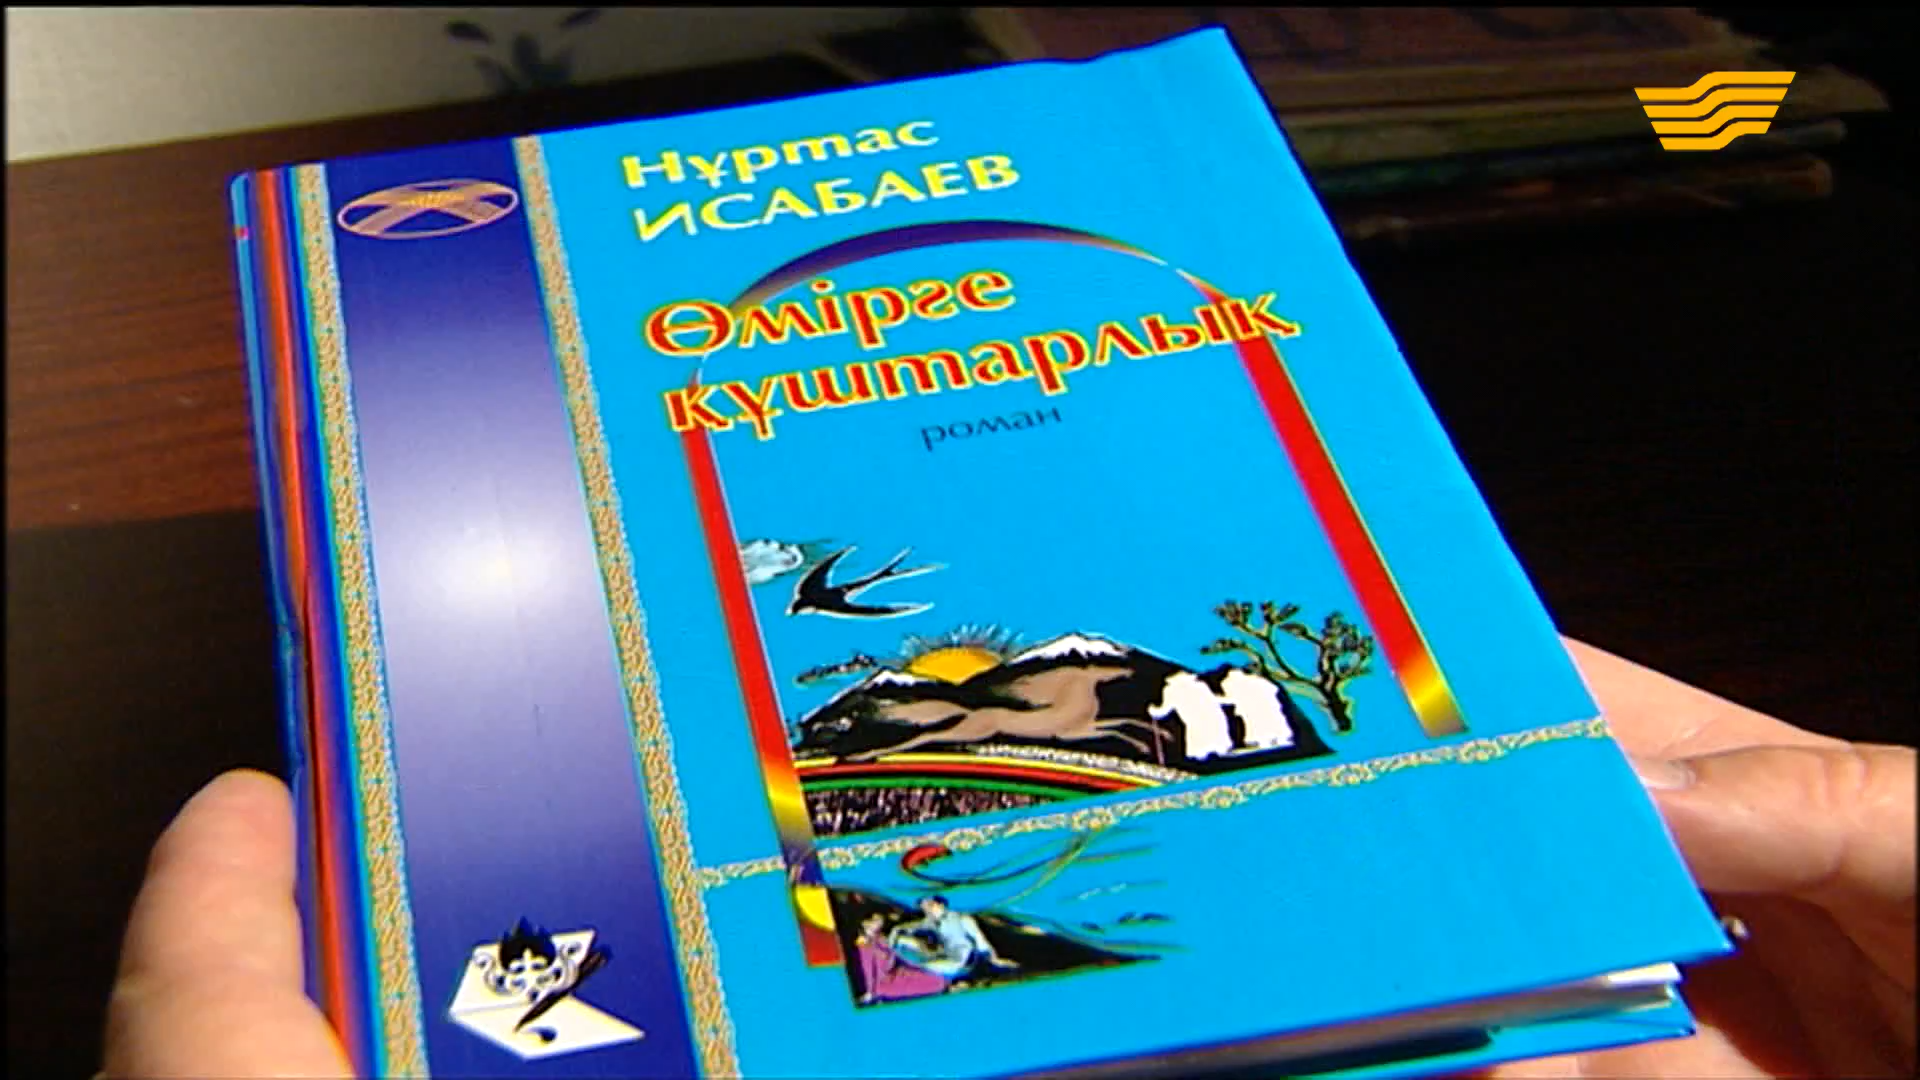 Нұртас
ИСАБАЕВ
Өмірге
құштарлық
роман